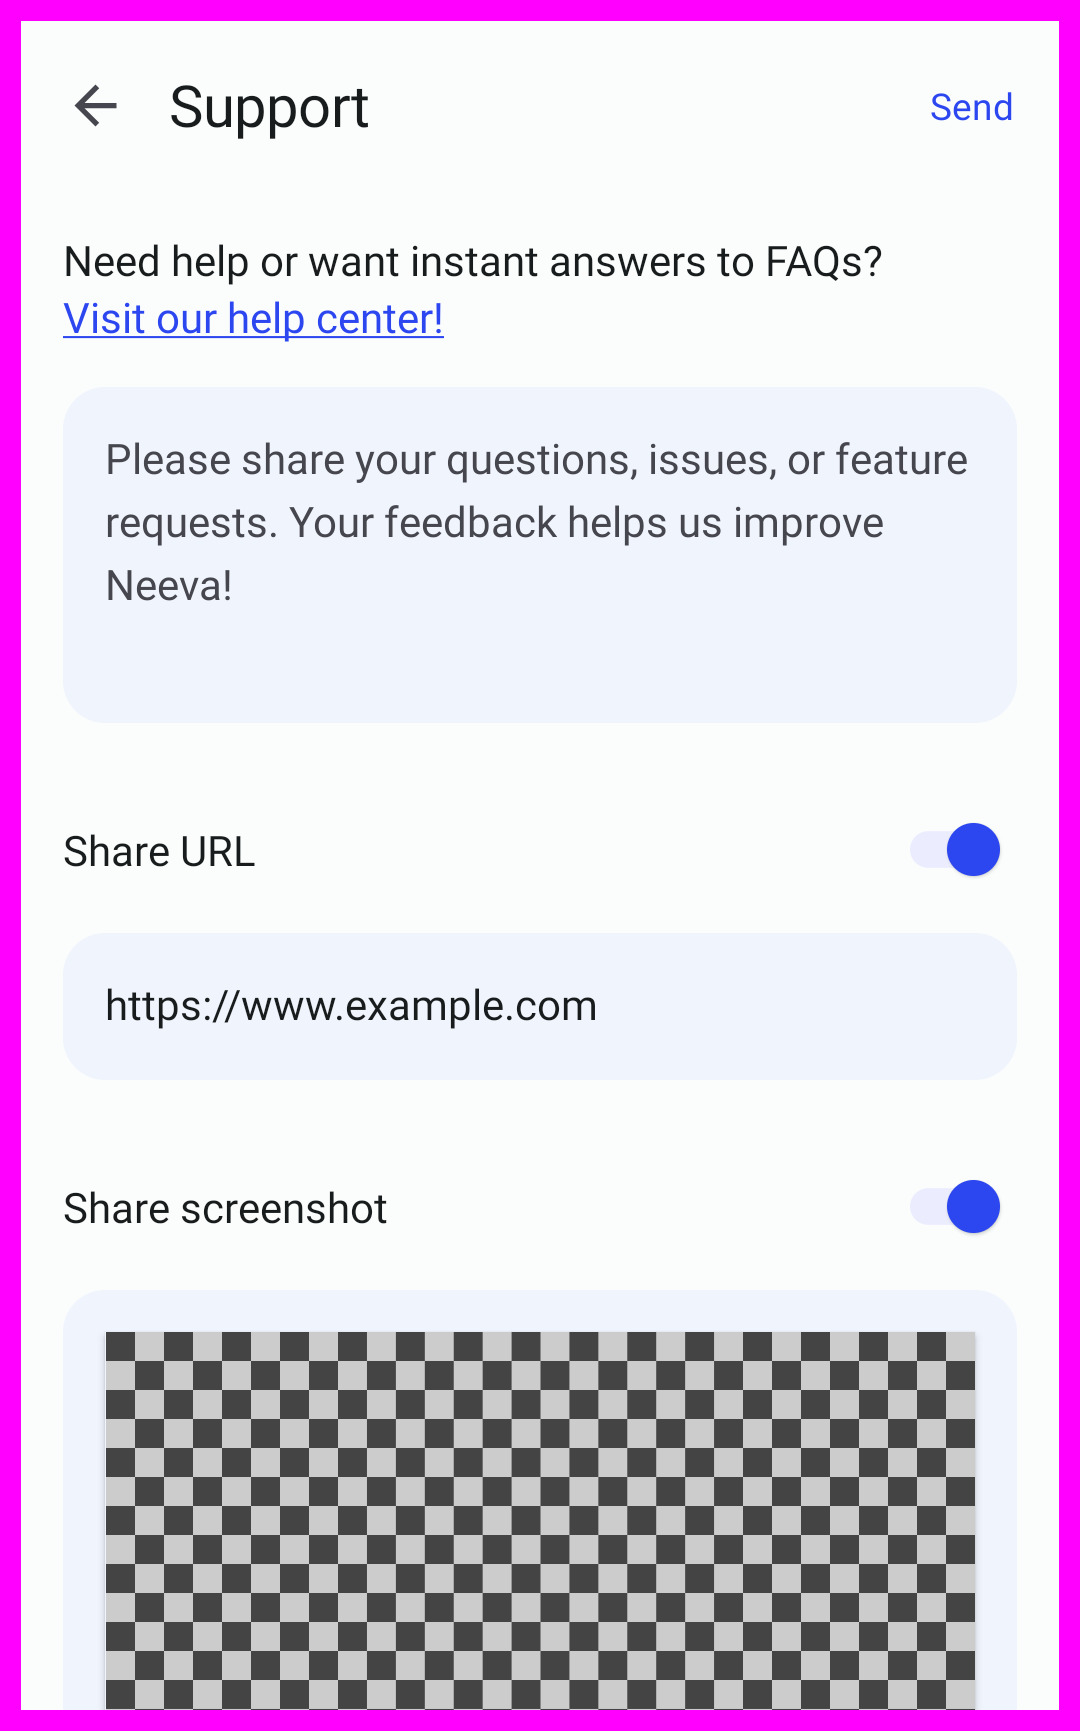 Support
Send
Need help or want instant answers to FAQs?
Visit our help center!
Please share your questions, issues, or feature
requests. Your feedback helps us improve
Neeva!
Share URL
https://www.example.com
Share screenshot